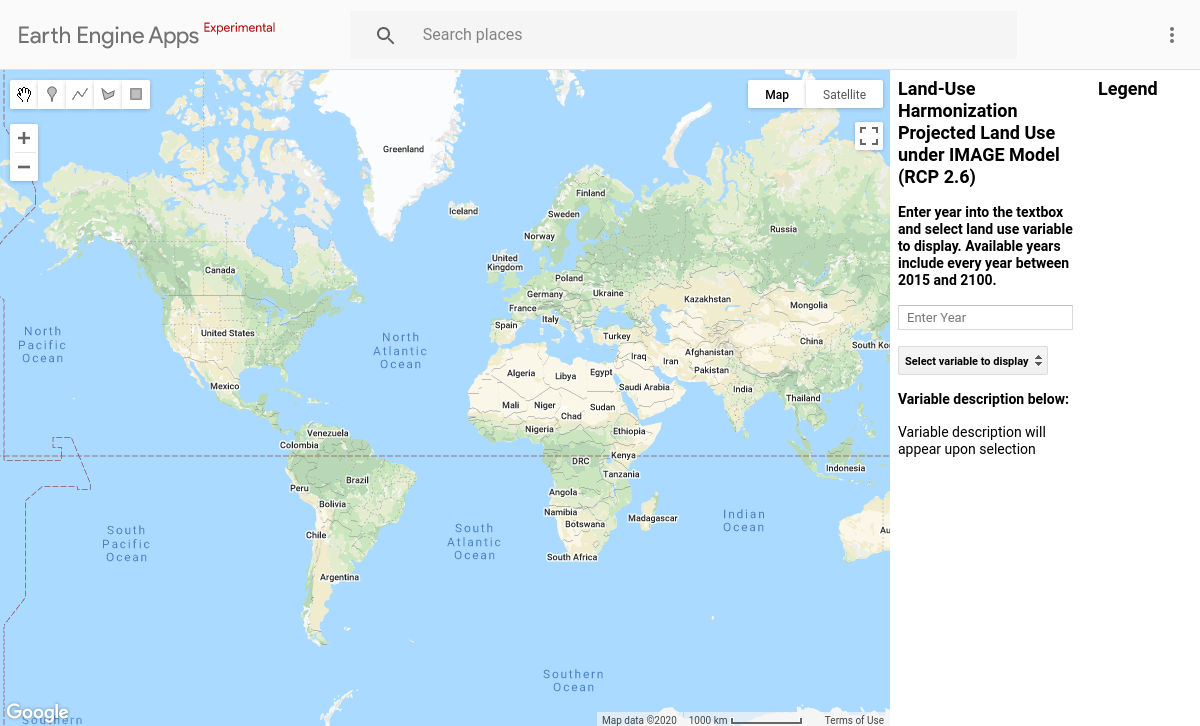 Earth Engine Apps Experimental
Search places
Map
Satellite
Greenland
Iceland
Finland
Sweden
Norway
Russia
United
Kingdom
Canada
Poland
Germany
Ukraine
Kazakhstan
Mongolia
France
Italy
Spain
United States
North
Pacific
Ocean
North
Atlantic
Ocean
Turkey
China
South Ko
Iraq
Iran
Afghanistan
Pakistan
Algeria
Libya
Egypt
Saudi Arabia
India
Mexico
Thailand
Mali
Niger
Chad
Sudan
Nigeria
Ethiopia
Venezuela
Colombia
DRC
Kenya
Indonesia
Tanzania
Peru
Brazil
Angola
Bolivia
Namibia
Botswana
Madagascar
Indian
Ocean
Au
South
Pacific
Ocean
South
Atlantic
Ocean
Chile
South Africa
Argentina
Southern
Ocean
Google
Southern
Map data ©2020
1000 km
Terms of Use
Land-Use
Harmonization
Projected Land Use
under IMAGE Model
(RCP 2.6)
Enter year into the textbox
and select land use variable
to display. Available years
include every year between
2015 and 2100.
Enter Year
Select variable to display
Variable description below:
Variable description will
appear upon selection
Legend